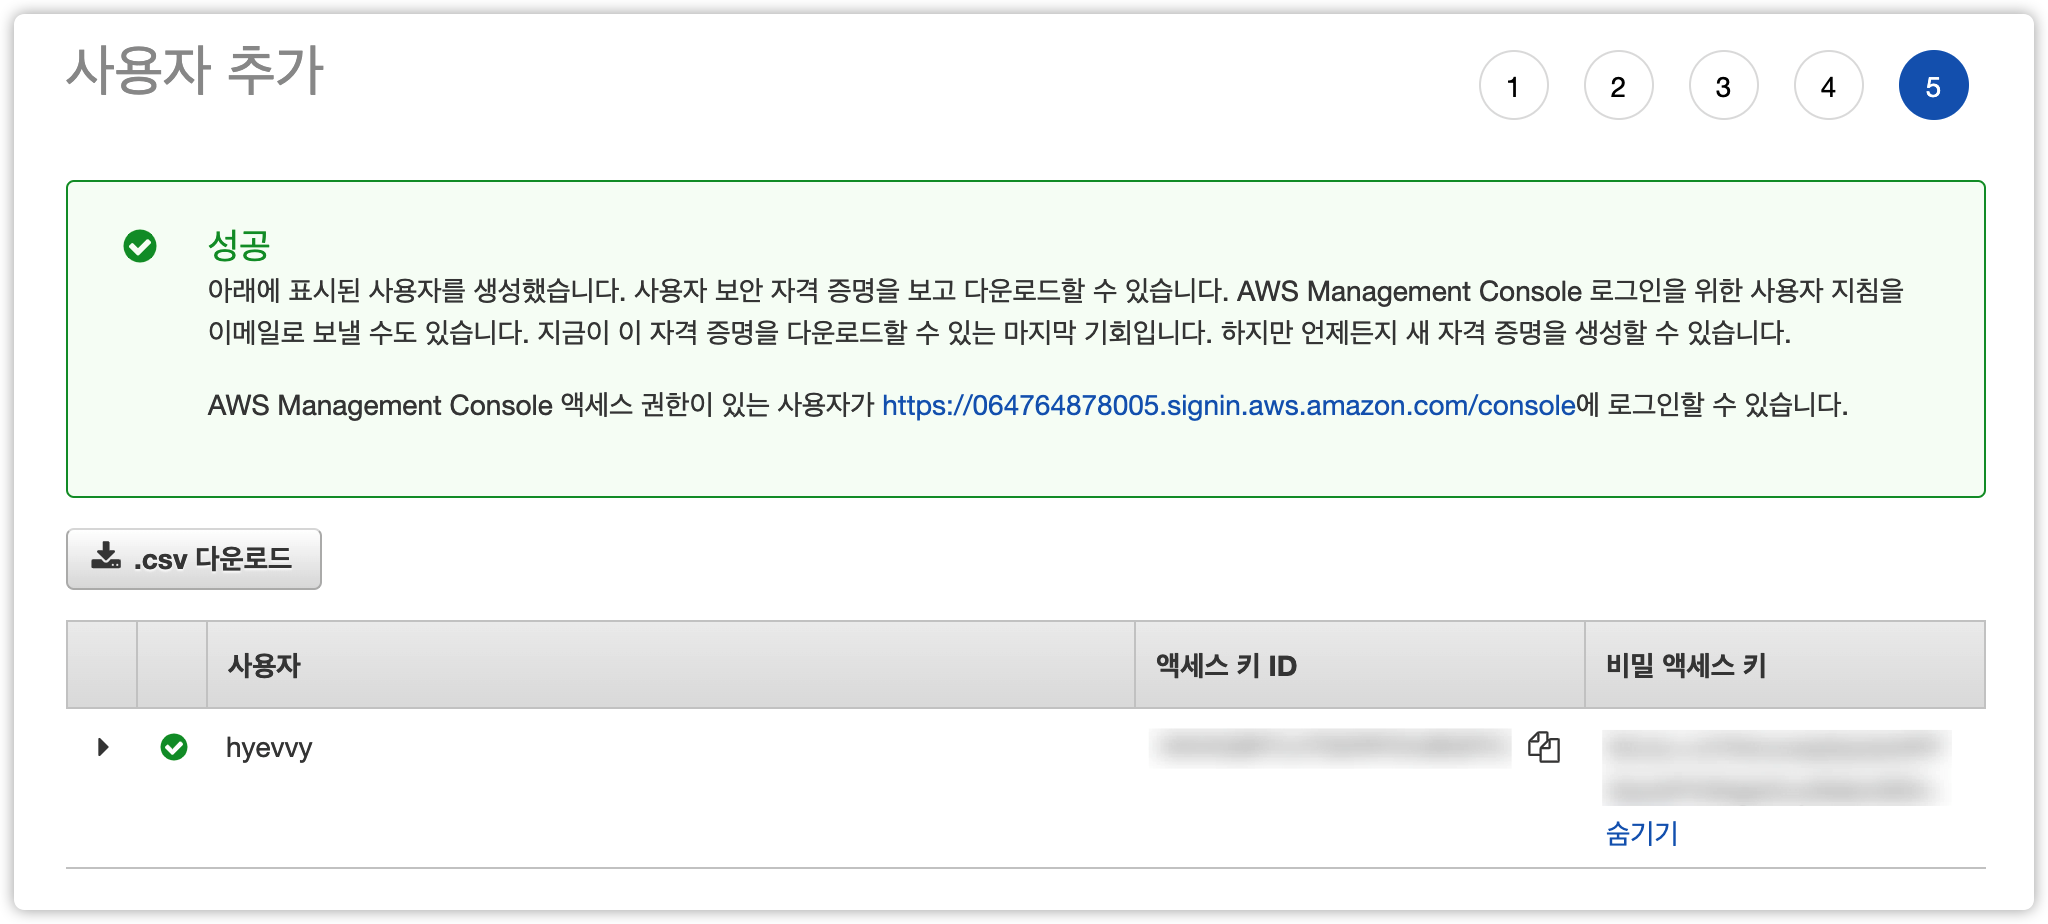 사용자 추가
1 2 3 4 5
성공
아래에 표시된 사용자를 생성했습니다. 사용자 보안 자격 증명을 보고 다운로드할 수 있습니다. AWS Management Console 로그인을 위한 사용자 지침을
이메일로 보낼 수도 있습니다. 지금이 이 자격 증명을 다운로드할 수 있는 마지막 기회입니다. 하지만 언제든지 새 자격 증명을 생성할 수 있습니다.
AWS Management Console 액세스 권한이 있는 사용자가 https://064764878005.signin.aws.amazon.com/console에 로그인할 수 있습니다.
.csv 다운로드
사용자 액세스 키 ID 비밀 액세스 키
hyevvy
숨기기